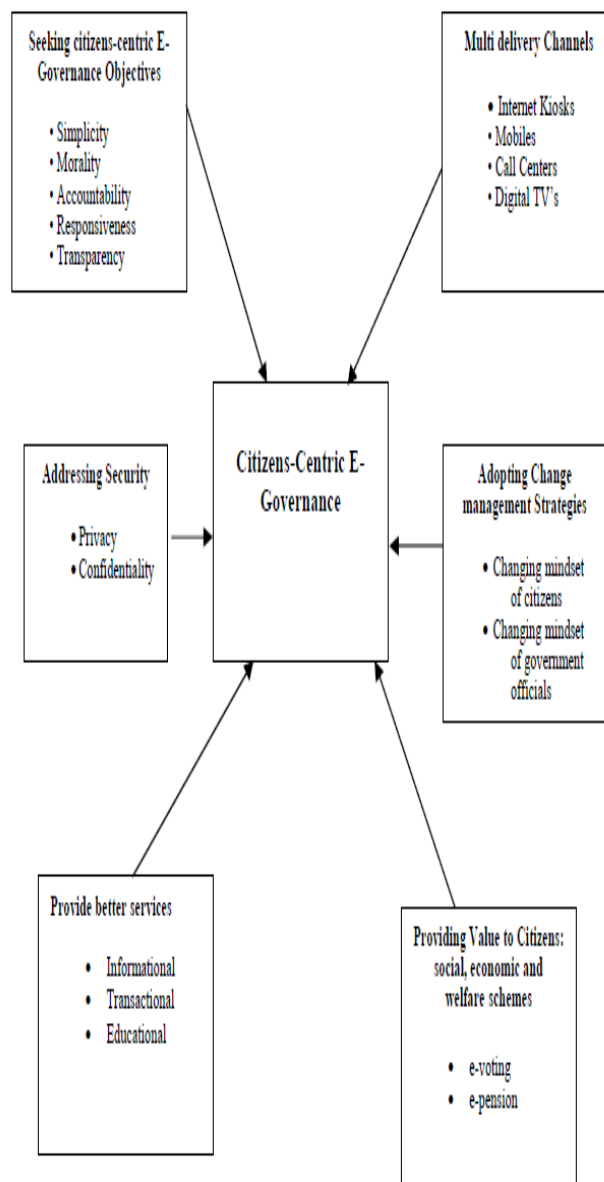 Seeking citizens-centric E-
Governance Objectives
• Simplicity
• Morality
• Accountability
• Responsiveness
• Transparency
Multi delivery Channels
• Internet Kiosks
• Mobiles
• Call Centers
• Digital TV's
Addressing Security
• Privacy
• Confidentiality
Citizens-Centric E-
Governance
Adopting Change
management Strategies
• Changing mindset
of citizens
• Changing mindset
of government
officials
Provide better services
• Informational
• Transactional
• Educational
Providing Value to Citizens:
social, economic and
welfare schemes
• e-voting
• e-pension